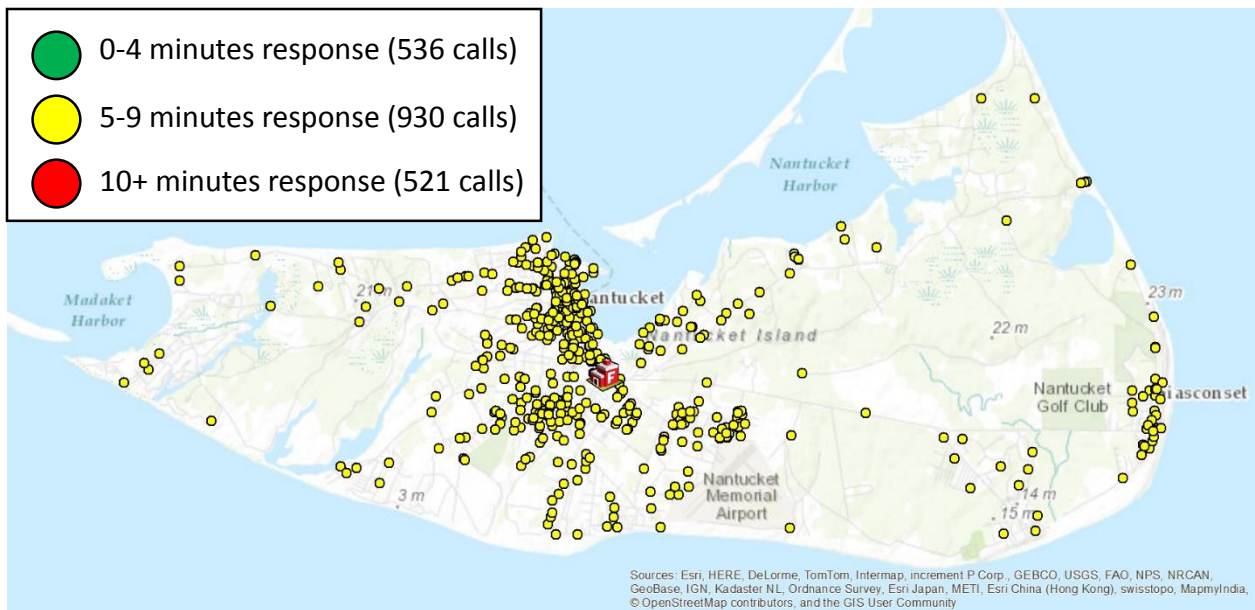 0-4 minutes response (536 calls)
5-9 minutes response (930 calls)
10+ minutes response (521 calls)
Nantucket
Harbor
Madaket
Harbor
21 m
antucket
Nantucket Island
23 m
22 m
Nantucket
Golf Club
iasconset
3 m
Nantucket
Memorial
Airport
14 m
15 m
F
Sources: Esri, HERE, DeLorme, TomTom, Intermap, increment P Corp., GEBCO, USGS, FAO, NPS, NRCAN,
GeoBase, IGN, Kadaster NL, Ordnance Survey, Esri Japan, METI, Esri China (Hong Kong), swisstopo, MapmyIndia,
© OpenStreetMap contributors, and the GIS User Community